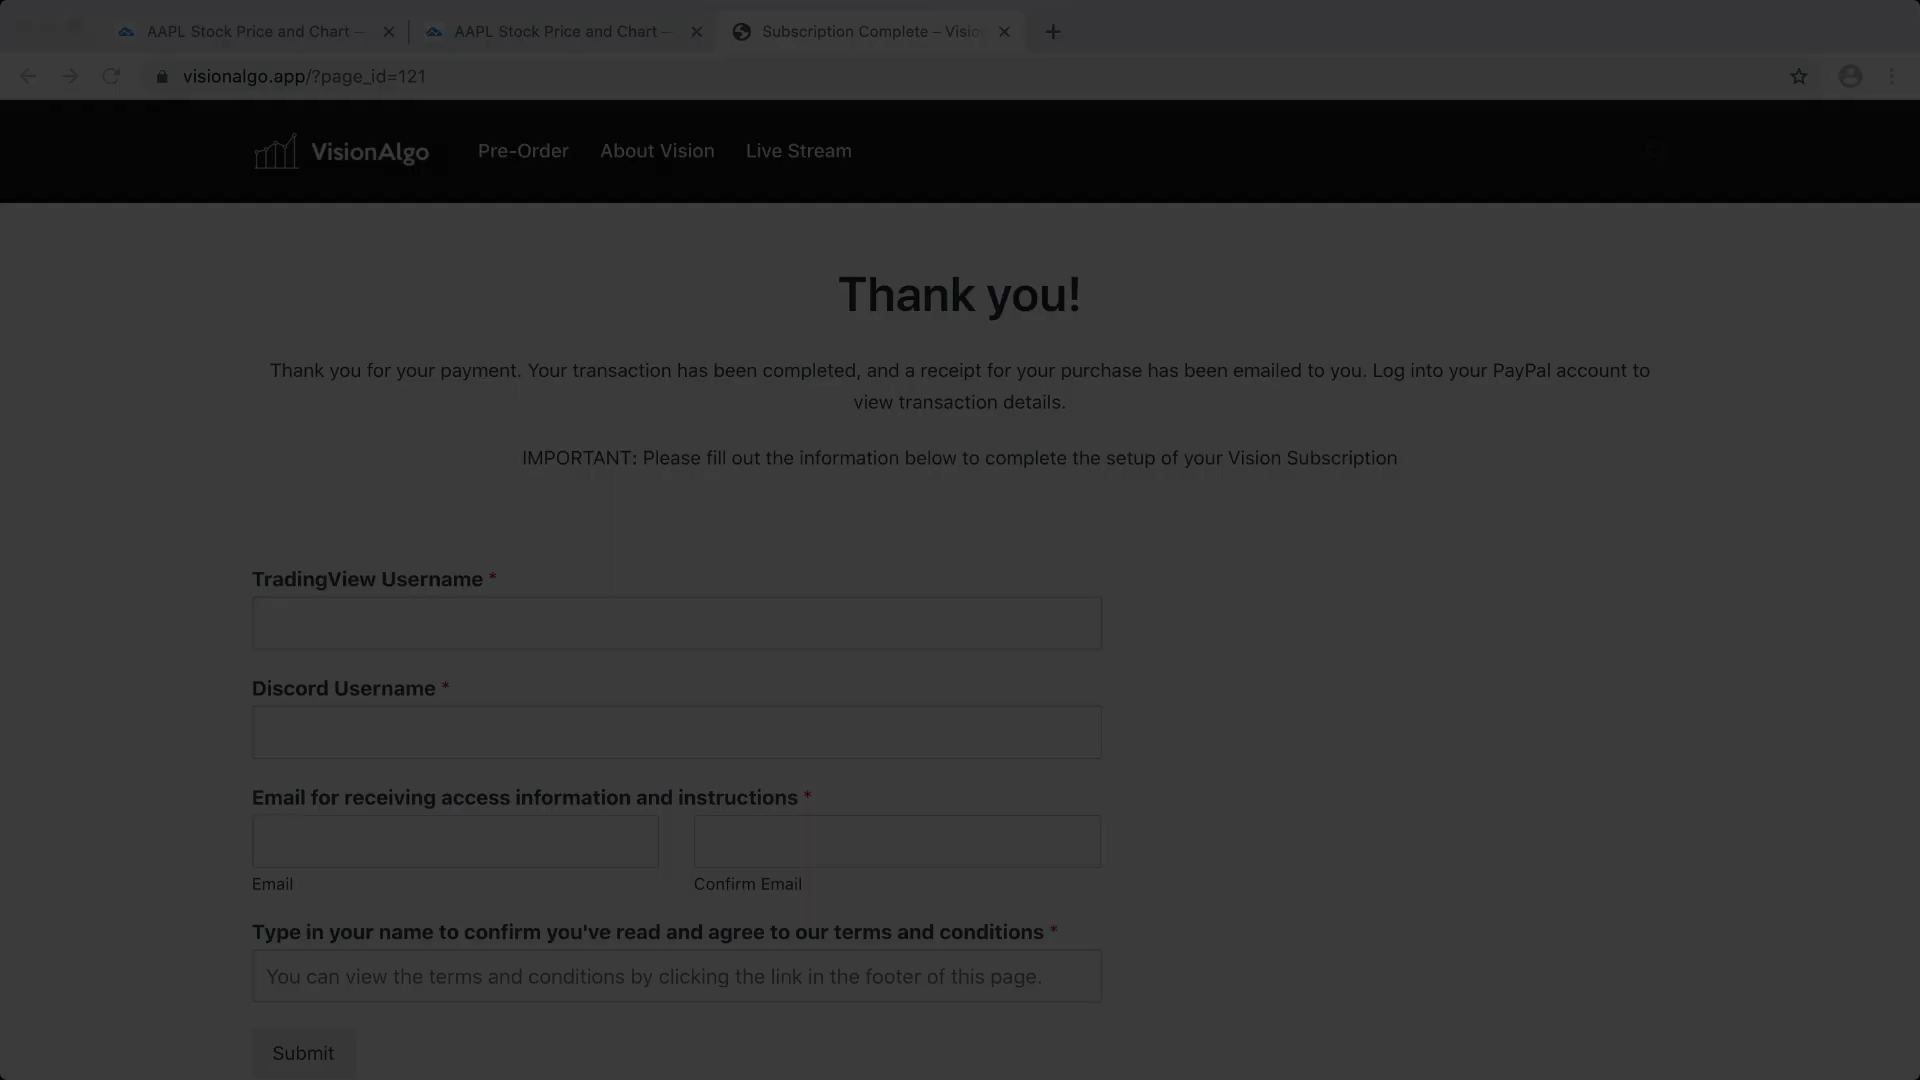 AAPL Stock Price and Chart —
AAPL Stock Price and Chart —
Subscription Complete – Visio
visionalgo.app/?page_id=121
VisionAlgo
Pre-Order
About Vision
Live Stream
Thank you!
Thank you for your payment. Your transaction has been completed, and a receipt for your purchase has been emailed to you. Log into your PayPal account to
view transaction details.
IMPORTANT: Please fill out the information below to complete the setup of your Vision Subscription
TradingView Username *
Discord Username *
Email for receiving access information and instructions *
Email
Confirm Email
Type in your name to confirm you've read and agree to our terms and conditions *
You can view the terms and conditions by clicking the link in the footer of this page.
Submit